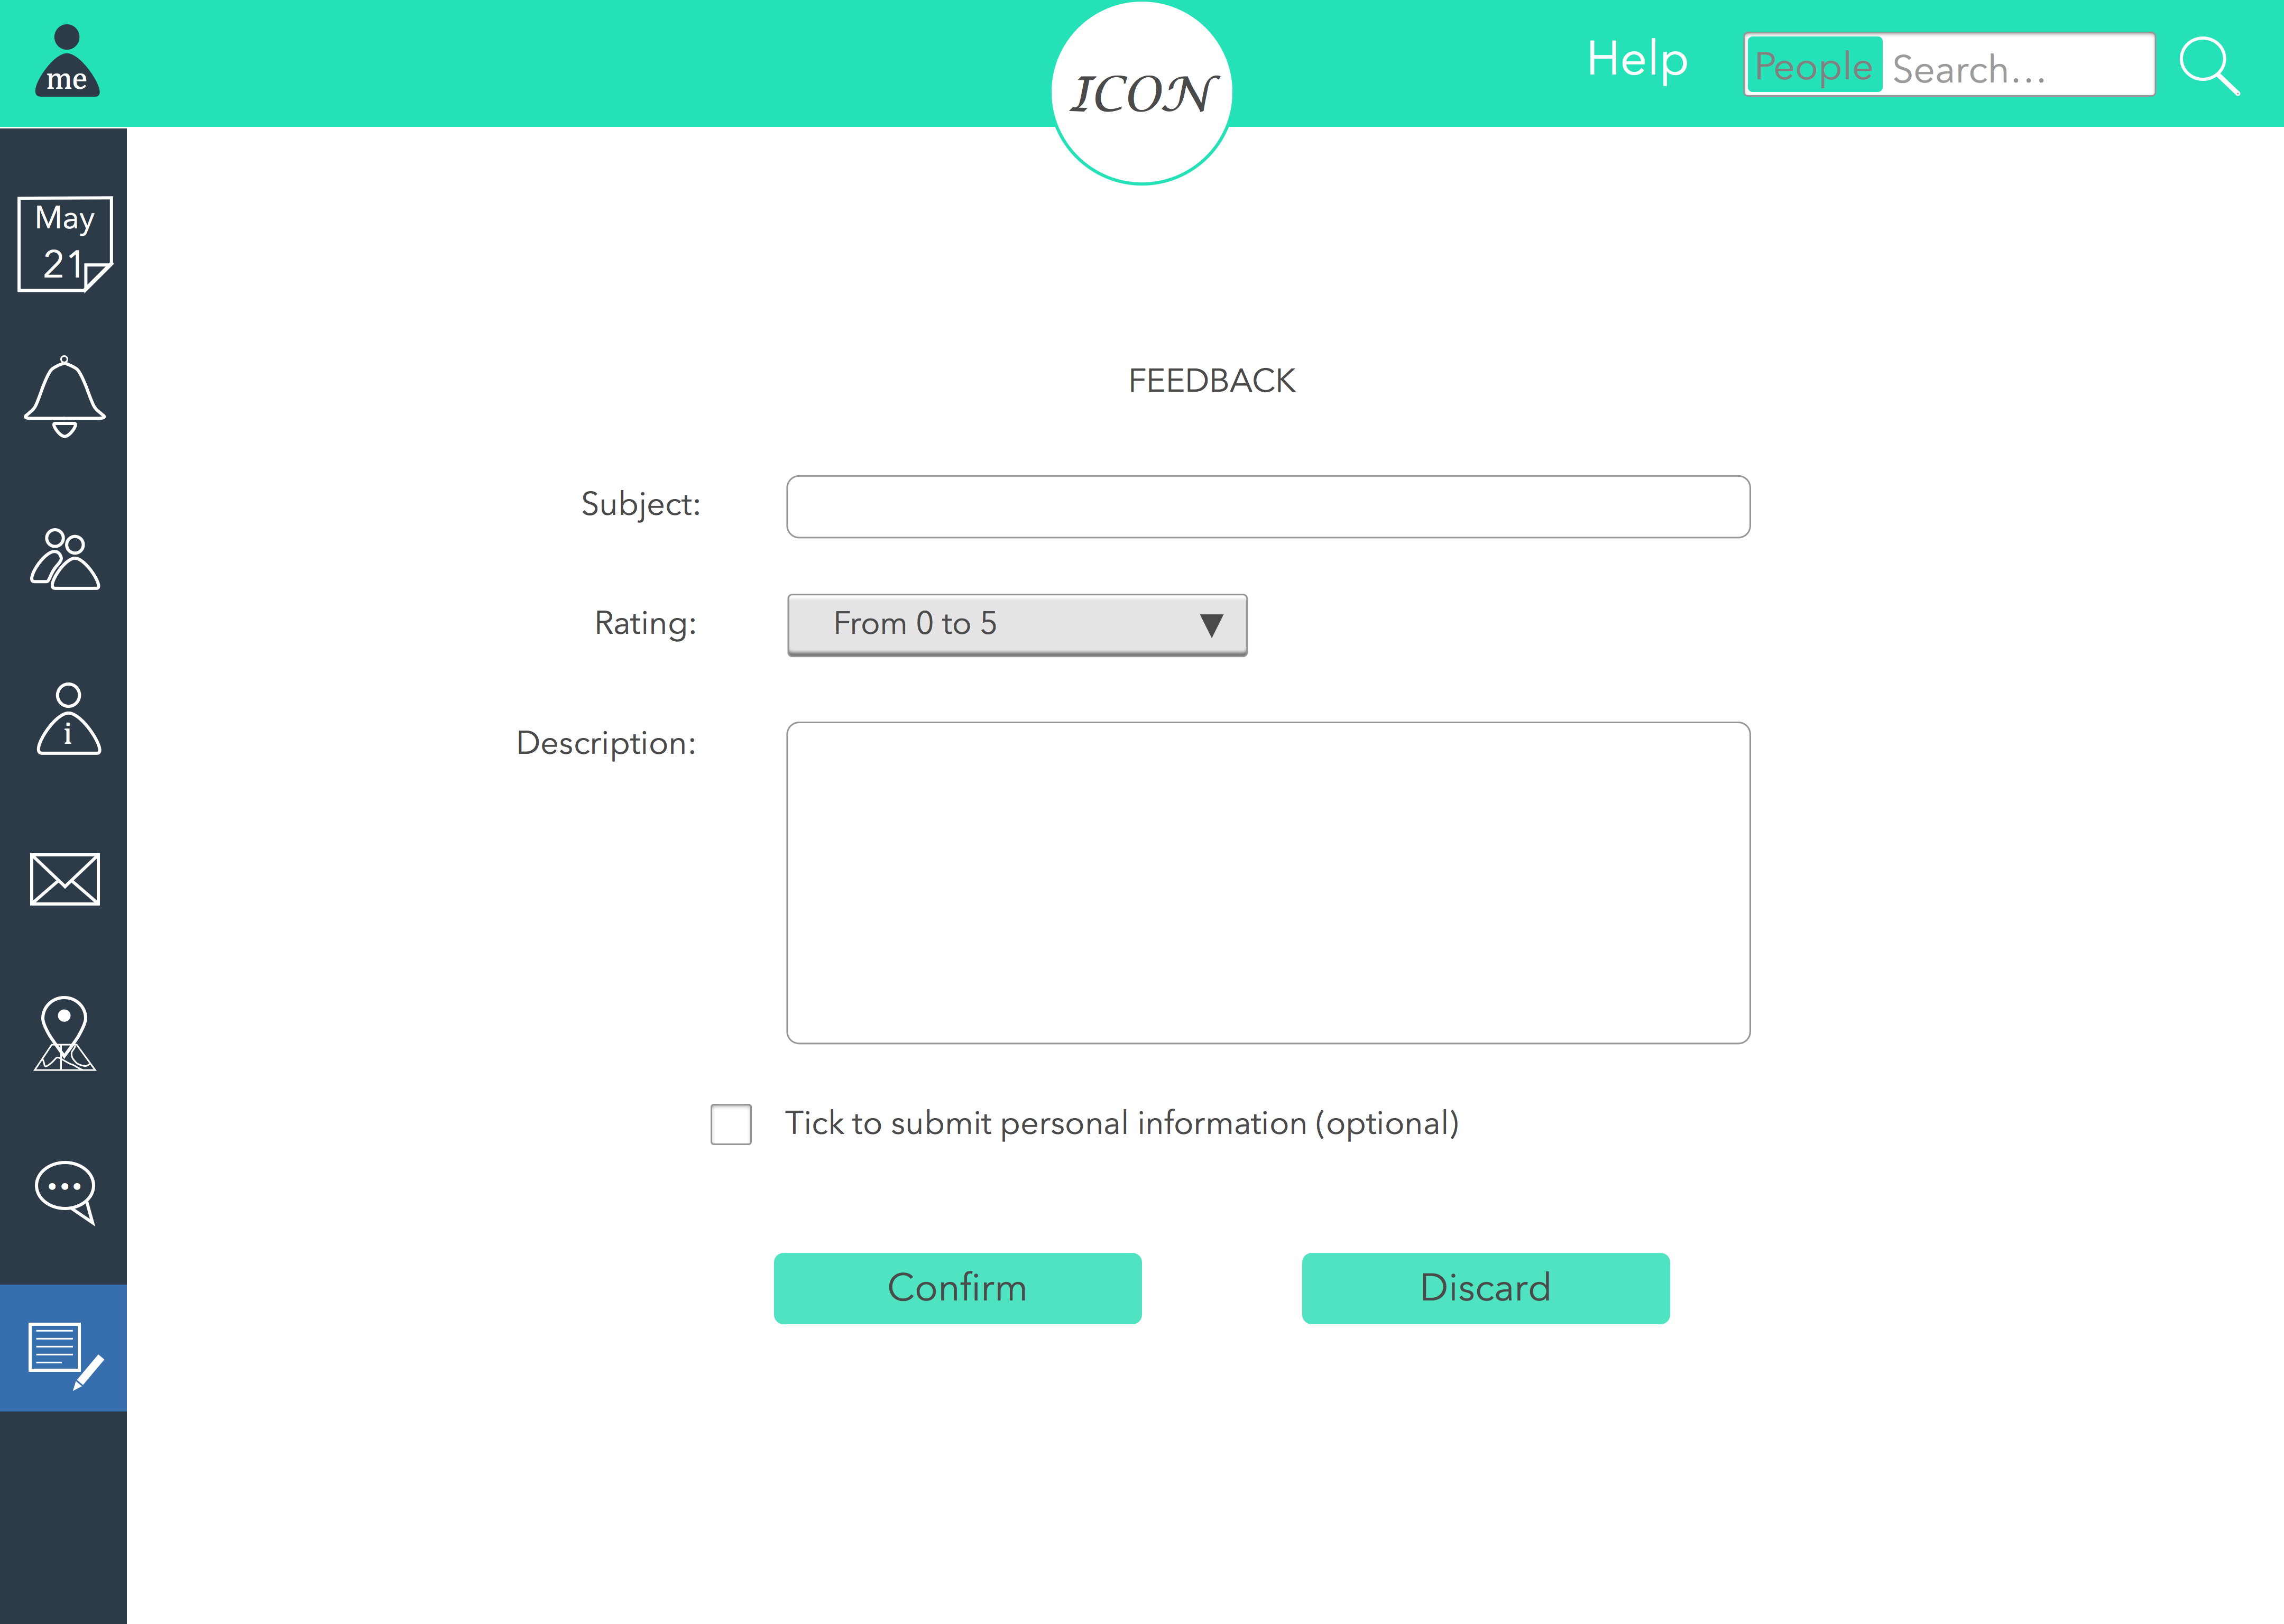 me
ICON
Help
People Search...
May
21
FEEDBACK
Subject:
Rating: From 0 to 5
i
Description:
Tick to submit personal information (optional)
Confirm Discard